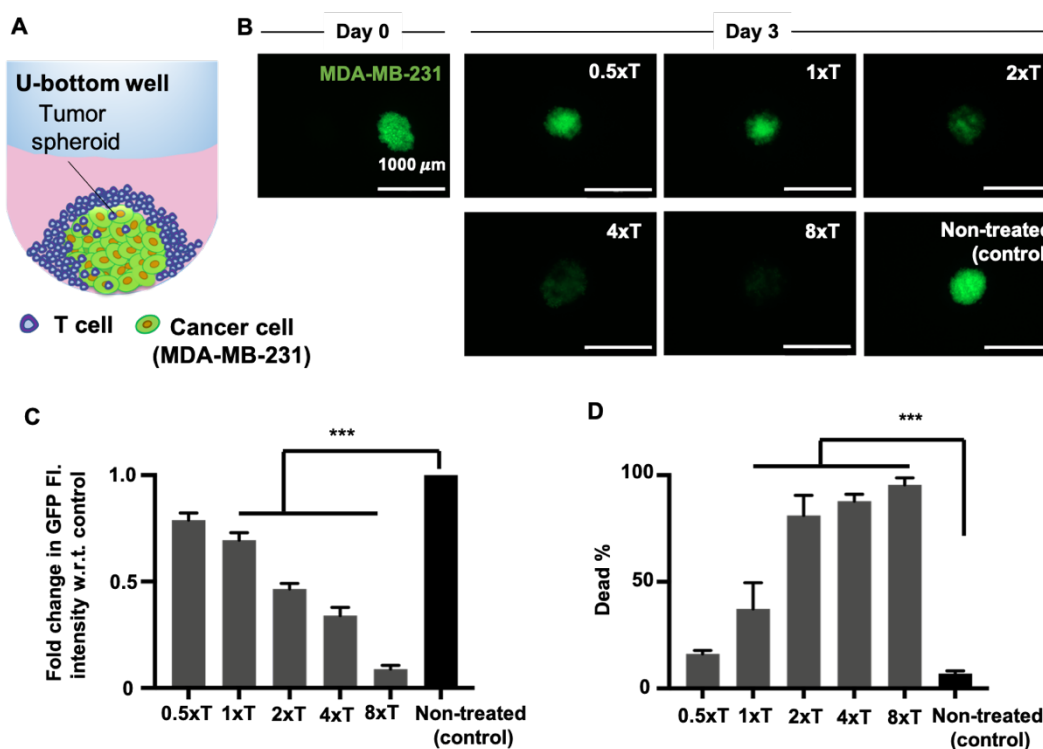 A
U-bottom well
Tumor
spheroid
T cell
Cancer cell
(MDA-MB-231)
B
Day 0
Day 3
MDA-MB-231
1000 μm
0.5xT
1xT
2xT
4xT
8xT
Non-treated
(control
C
***
Fold change in GFP Fl.
intensity w.r.t. control
1.0
0.5
0
0.5xT 1xT 2xT 4xT 8xT Non-treated
(control)
D
***
Dead %
100
50
0
0.5xT 1xT 2xT 4xT 8xT Non-treated
(control)